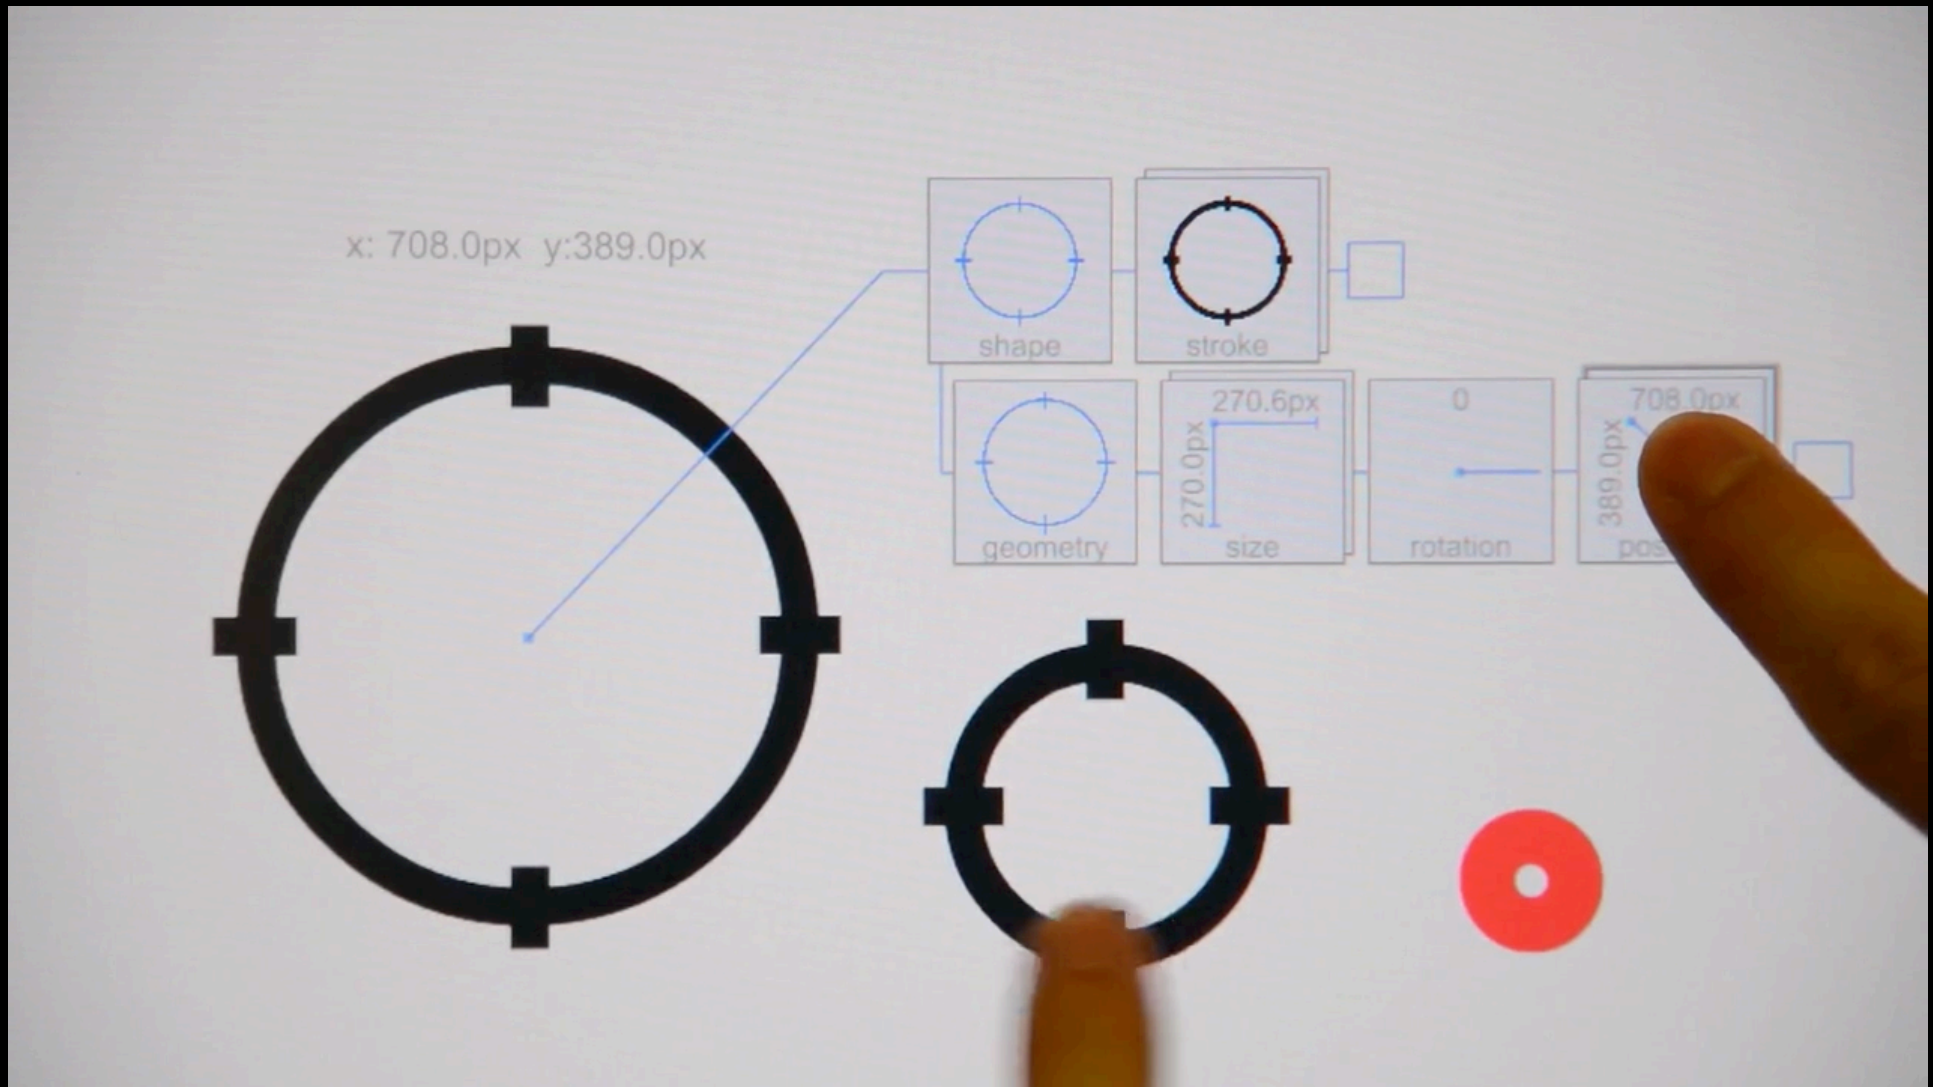 x: 708.0px y:389.0px
shape
stroke
270.6px
270.0px
0
708.0px
389.0px
geometry
size
rotation